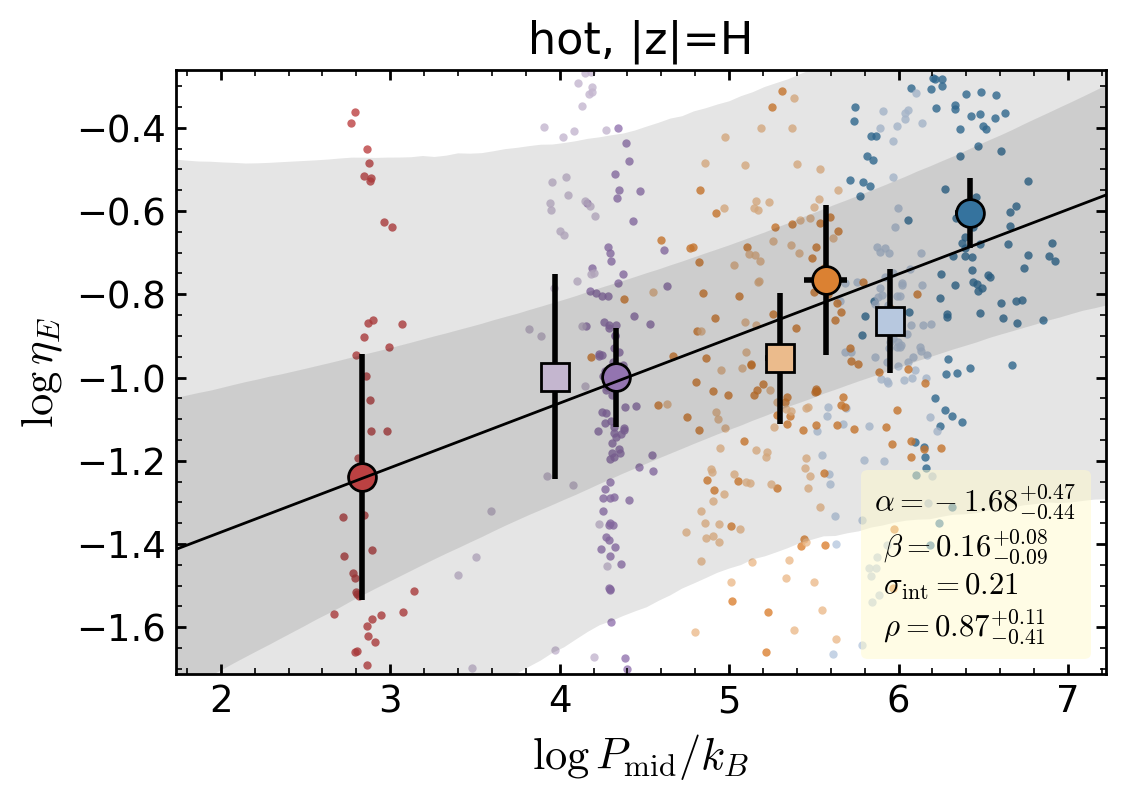 hot, |z|=H
log η_E
−0.4
−0.6
−0.8
−1.0
−1.2
−1.4
−1.6
α = − 1.68^{+0.47}_{−0.44}
β = 0.16^{+0.08}_{−0.09}
σ_int = 0.21
ρ = 0.87^{+0.11}_{−0.41}
2 3 4 5 6 7
log P_mid/k_B